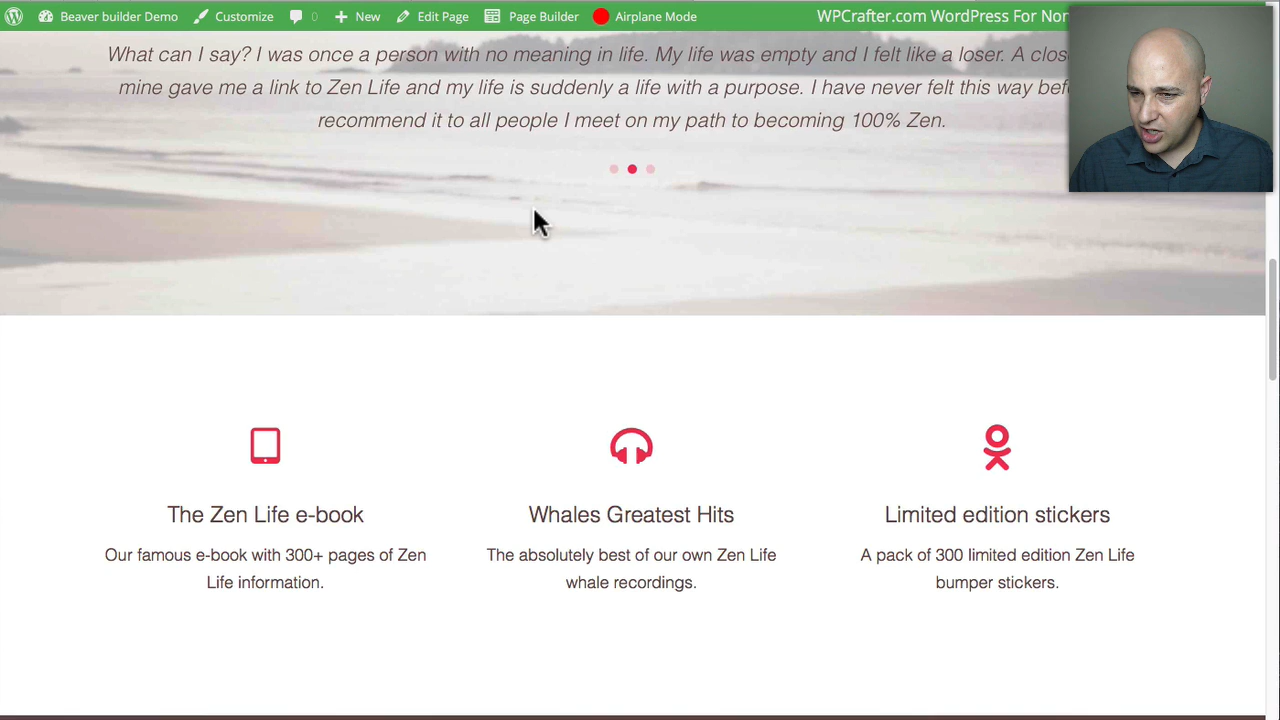 Beaver builder Demo Customize 0 New Edit Page Page Builder Airplane Mode WPCrafter.com WordPress For
What can I say? I was once a person with no meaning in life. My life was empty and I felt like a loser. A
mine gave me a link to Zen Life and my life is suddenly a life with a purpose. I have never felt this way
recommend it to all people I meet on my path to becoming 100% Zen.
The Zen Life e-book
Our famous e-book with 300+ pages of Zen
Life information.
Whales Greatest Hits
The absolutely best of our own Zen Life
whale recordings.
Limited edition stickers
A pack of 300 limited edition Zen Life
bumper stickers.